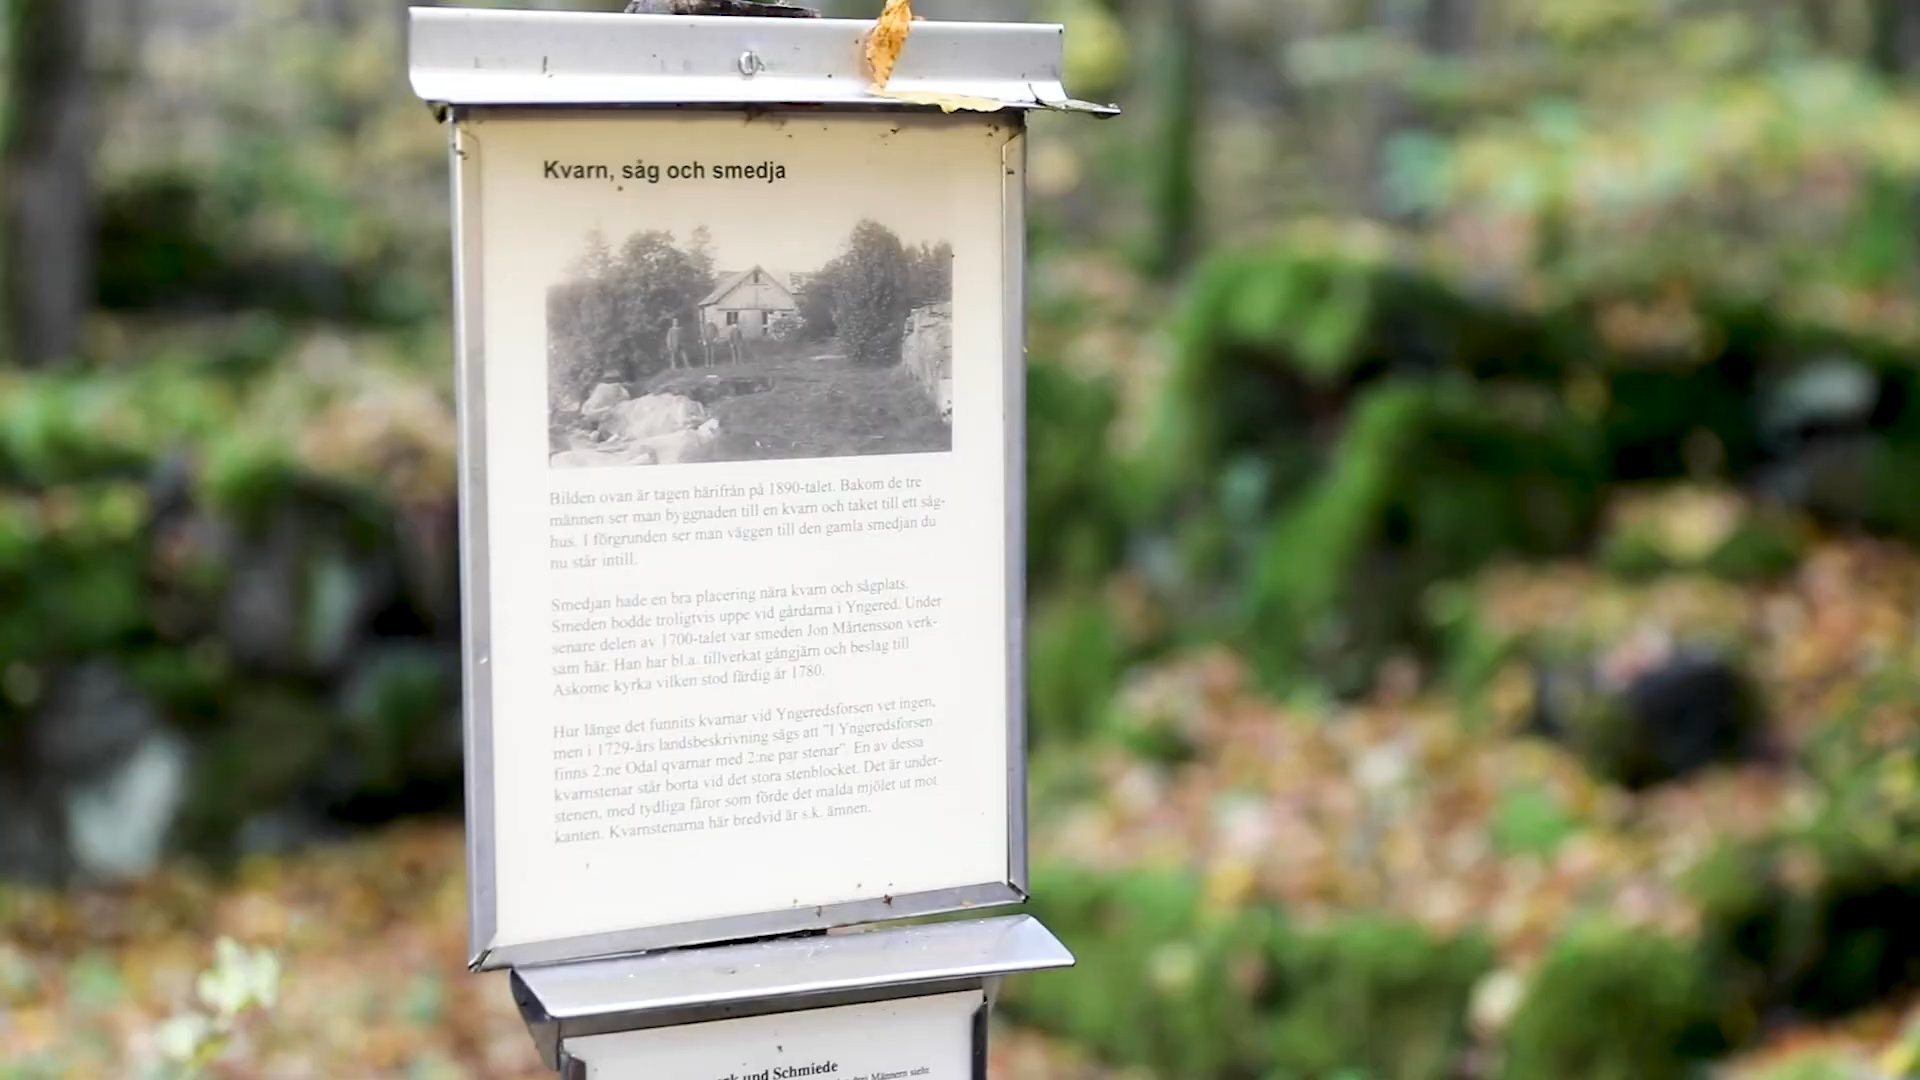 Kvarn, såg och smedja
Bilden ovan är tagen härifrån på 1890-talet. Bakom de tre
männen ser man byggnaden till en kvarn och taket till ett såg-
hus. I förgrunden ser man väggen till den gamla smedjan du
nu står intill.
Smedjan hade en bra placering nära kvarn och sågplats.
Smeden bodde troligtvis uppe vid gårdarna i Yngered. Under
senare delen av 1700-talet var smeden Jon Mårtensson verk-
sam här. Han har bl.a. tillverkat gångjärn och beslag till
Askome kyrka vilken stod färdig år 1780.
Hur länge det funnits kvarnar vid Yngeredsforsen vet ingen,
men i 1729-års landsbeskrivning sägs att "I Yngeredsforsen
finns 2:ne Odal qvarnar med 2:ne par stenar". En av dessa
kvarnstenar står borta vid det stora stenblocket. Det är under-
stenen, med tydliga fåror som förde det malda mjölet ut mot
kanten. Kvarnstenarna här bredvid är s.k. ämnen.
und Schmiede
Männern sieht